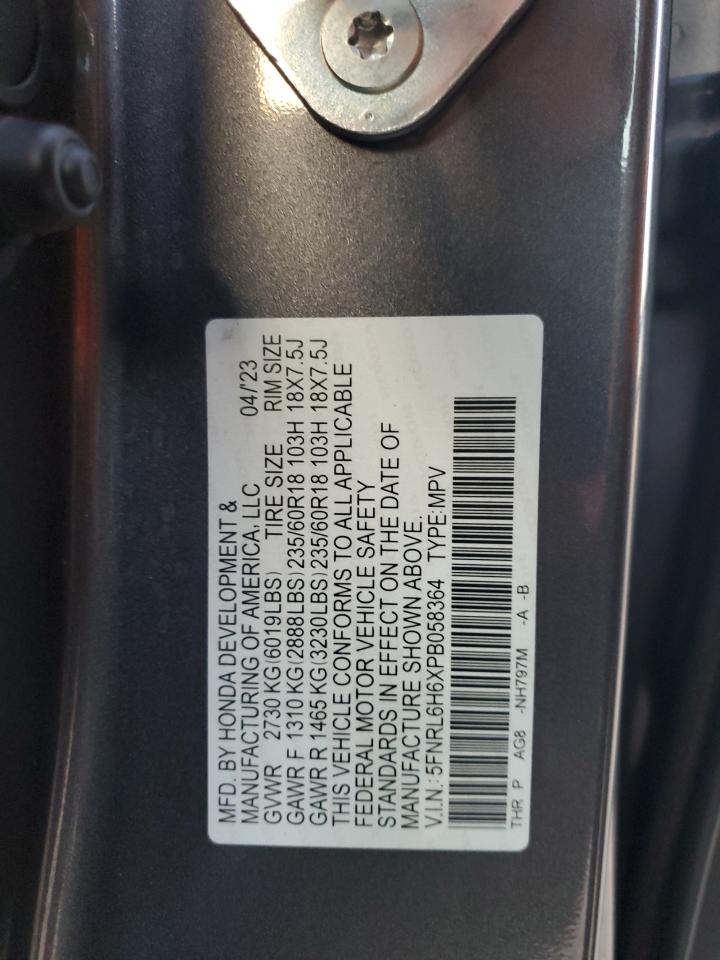 MFD. BY HONDA DEVELOPMENT &
MANUFACTURING OF AMERICA, LLC 04/'23
GVWR 2730 KG(6019LBS) TIRE SIZE RIM SIZE
GAWR F 1310 KG(2888LBS)235/60R18 103H 18X7.5J
GAWR R 1465 KG(3230LBS)235/60R18 103H 18X7.5J
THIS VEHICLE CONFORMS TO ALL APPLICABLE
FEDERAL MOTOR VEHICLE SAFETY
STANDARDS IN EFFECT ON THE DATE OF
MANUFACTURE SHOWN ABOVE.
V.I.N.:5FNRL6H6XPB058364 TYPE:MPV
THR P AG8 -NH797M -A -B